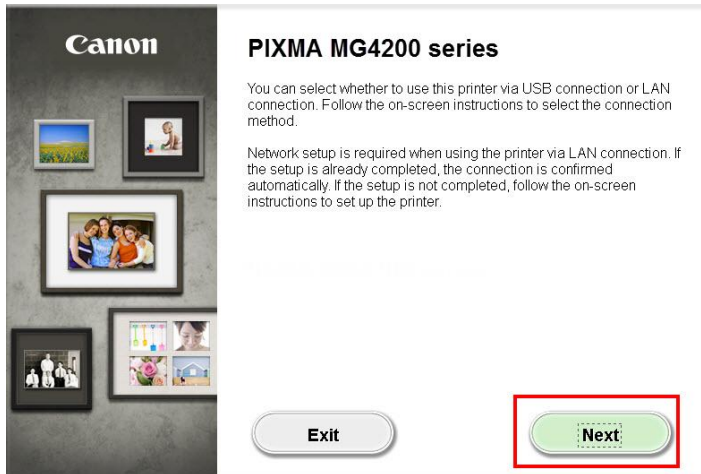 Canon
PIXMA MG4200 series
You can select whether to use this printer via USB connection or LAN
connection. Follow the on-screen instructions to select the connection
method.
Network setup is required when using the printer via LAN connection. If
the setup is already completed, the connection is confirmed
automatically. If the setup is not completed, follow the on-screen
instructions to set up the printer.
Exit
Next